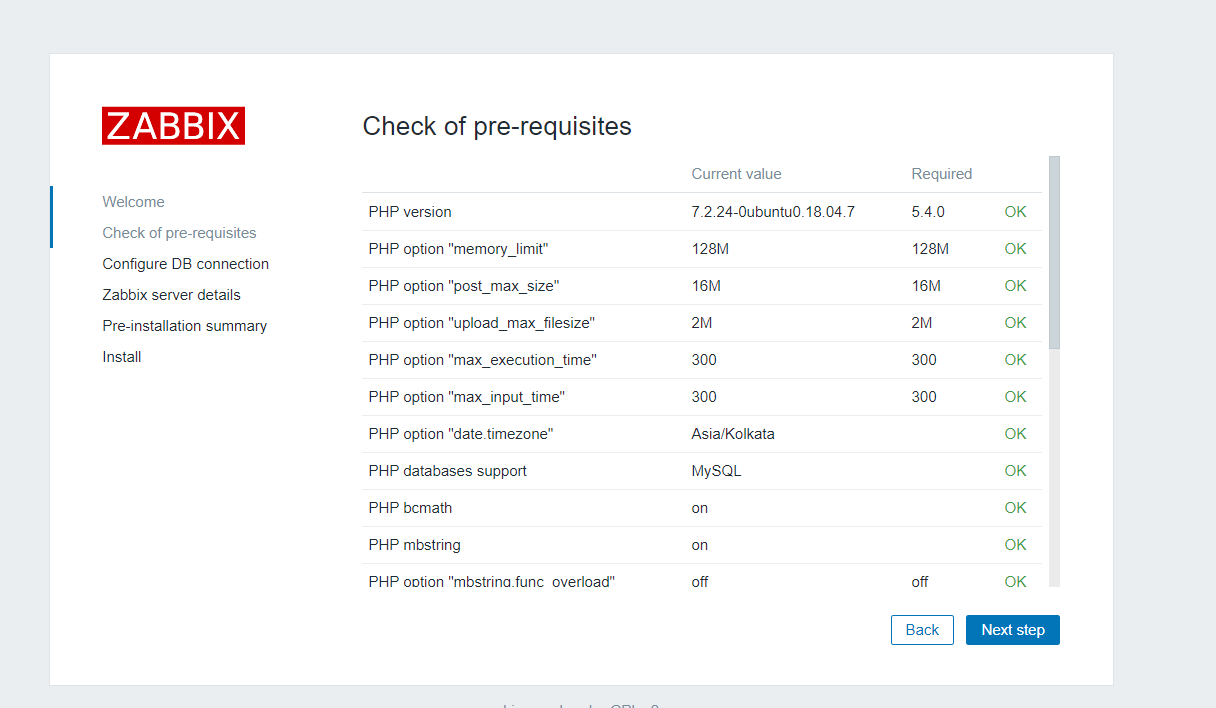 ZABBIX
Welcome
Check of pre-requisites
Configure DB connection
Zabbix server details
Pre-installation summary
Install
Check of pre-requisites
Current value Required
PHP version 7.2.24-0ubuntu0.18.04.7 5.4.0 OK
PHP option "memory_limit" 128M 128M OK
PHP option "post_max_size" 16M 16M OK
PHP option "upload_max_filesize" 2M 2M OK
PHP option "max_execution_time" 300 300 OK
PHP option "max_input_time" 300 300 OK
PHP option "date.timezone" Asia/Kolkata OK
PHP databases support MySQL OK
PHP bcmath on OK
PHP mbstring on OK
PHP option "mbstring.func_overload" off off OK
Back Next step